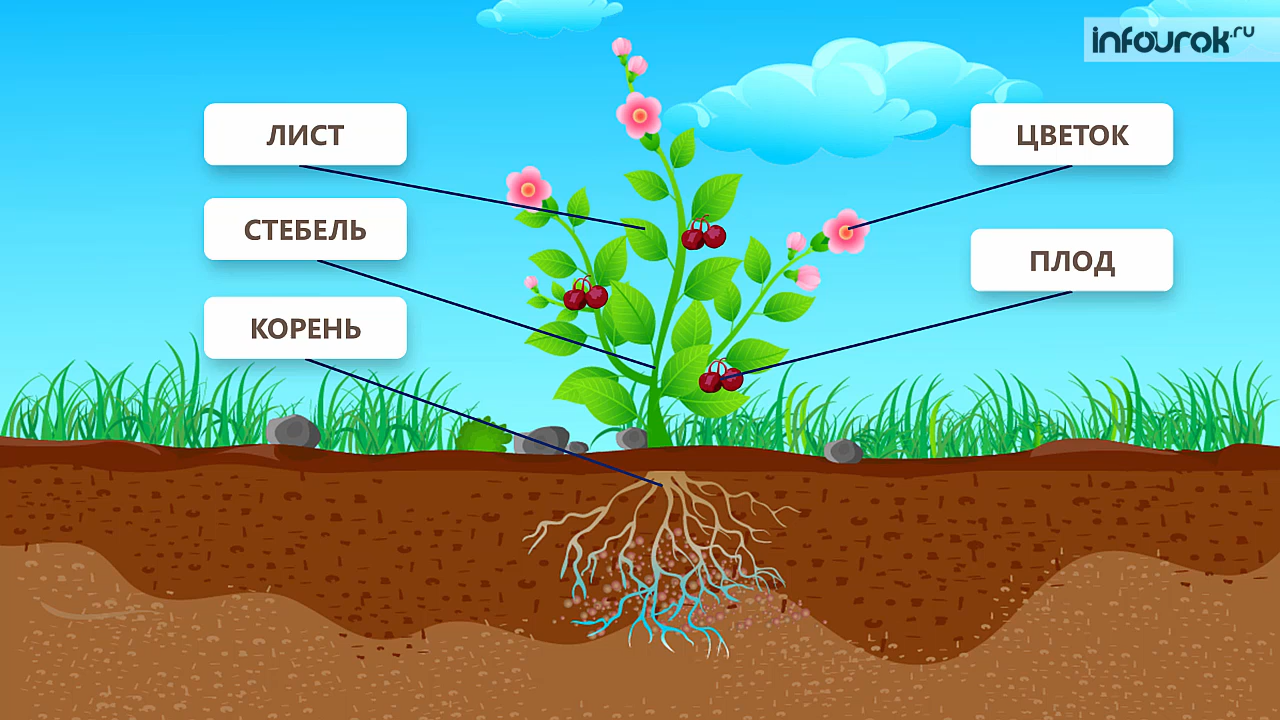 infourok.ru
ЛИСТ
ЦВЕТОК
СТЕБЕЛЬ
ПЛОД
КОРЕНЬ